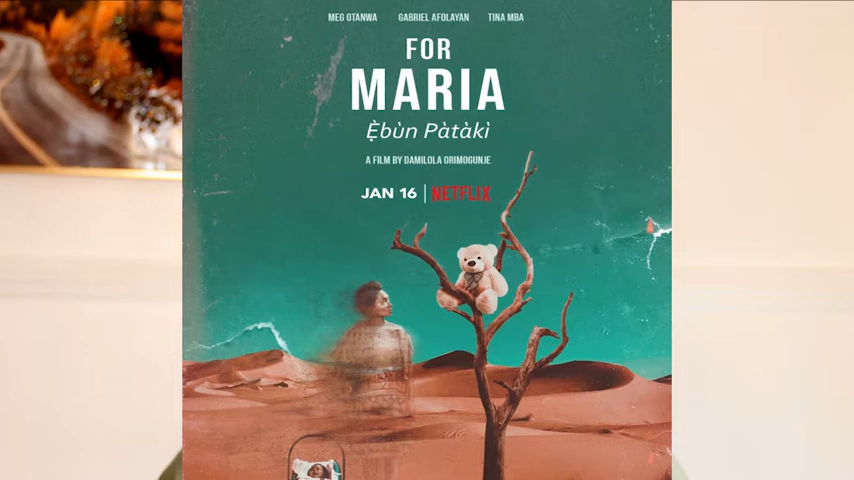 MEG OTANWA GABRIEL AFOLAYAN TINA MBA
FOR
MARIA
Ẹ̀bùn Pàtàkì
A FILM BY DAMILOLA ORIMOGUNJE
JAN 16 | NETFLIX